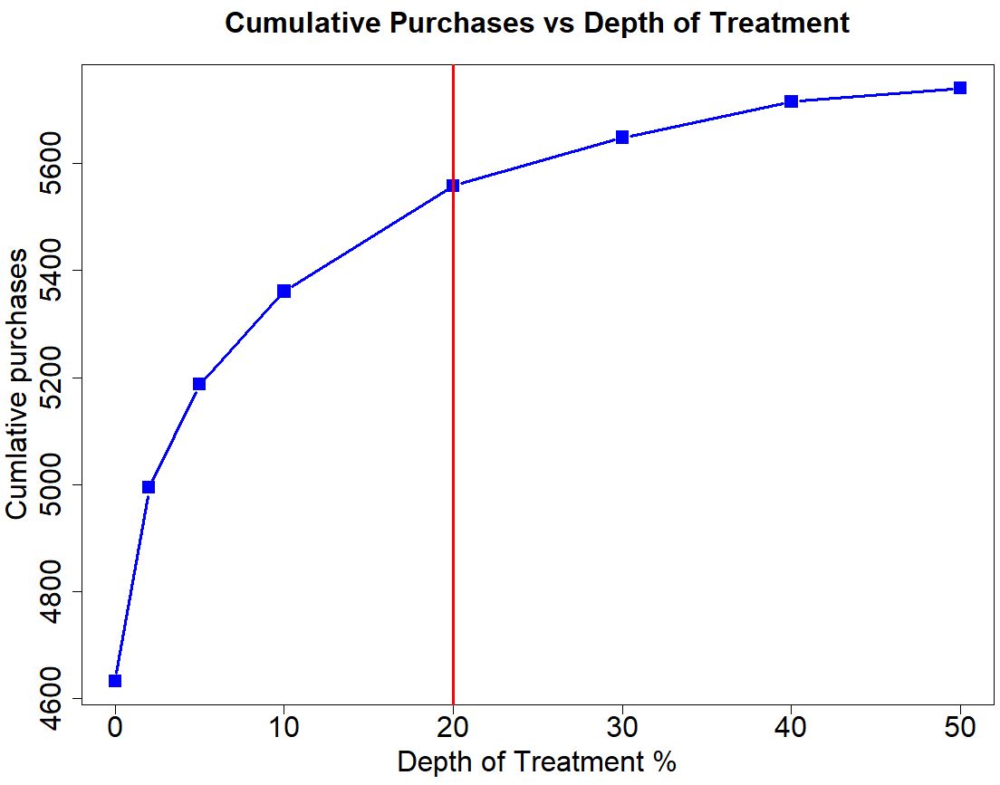 Cumulative Purchases vs Depth of Treatment
Cumlative purchases
5600
5400
5200
5000
4800
4600
0 10 20 30 40 50
Depth of Treatment %